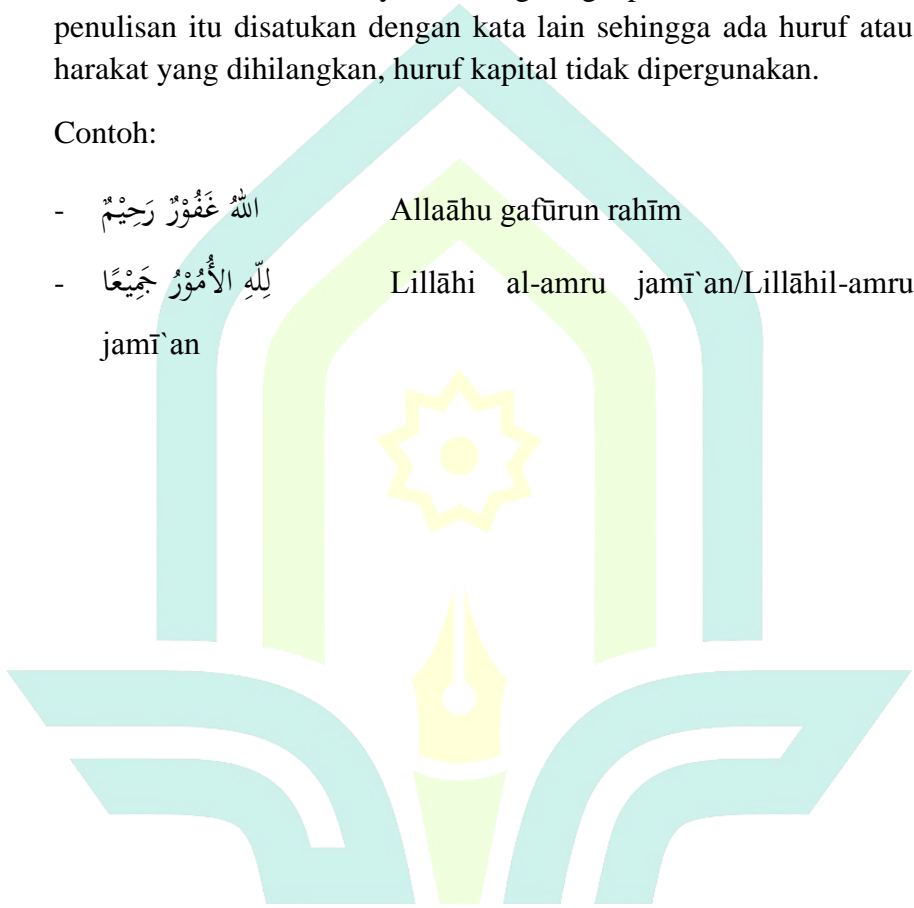 penulisan itu disatukan dengan kata lain sehingga ada huruf atau
harakat yang dihilangkan, huruf kapital tidak dipergunakan.
Contoh:
- اللهُ غَفُوْرٌ رَحِيْمٌ Allaāhu gafūrun rahīm
- لِلّهِ الأُمُوْرُ جَمِيْعًا Lillāhi al-amru jamī`an/Lillāhil-amru
jamī`an